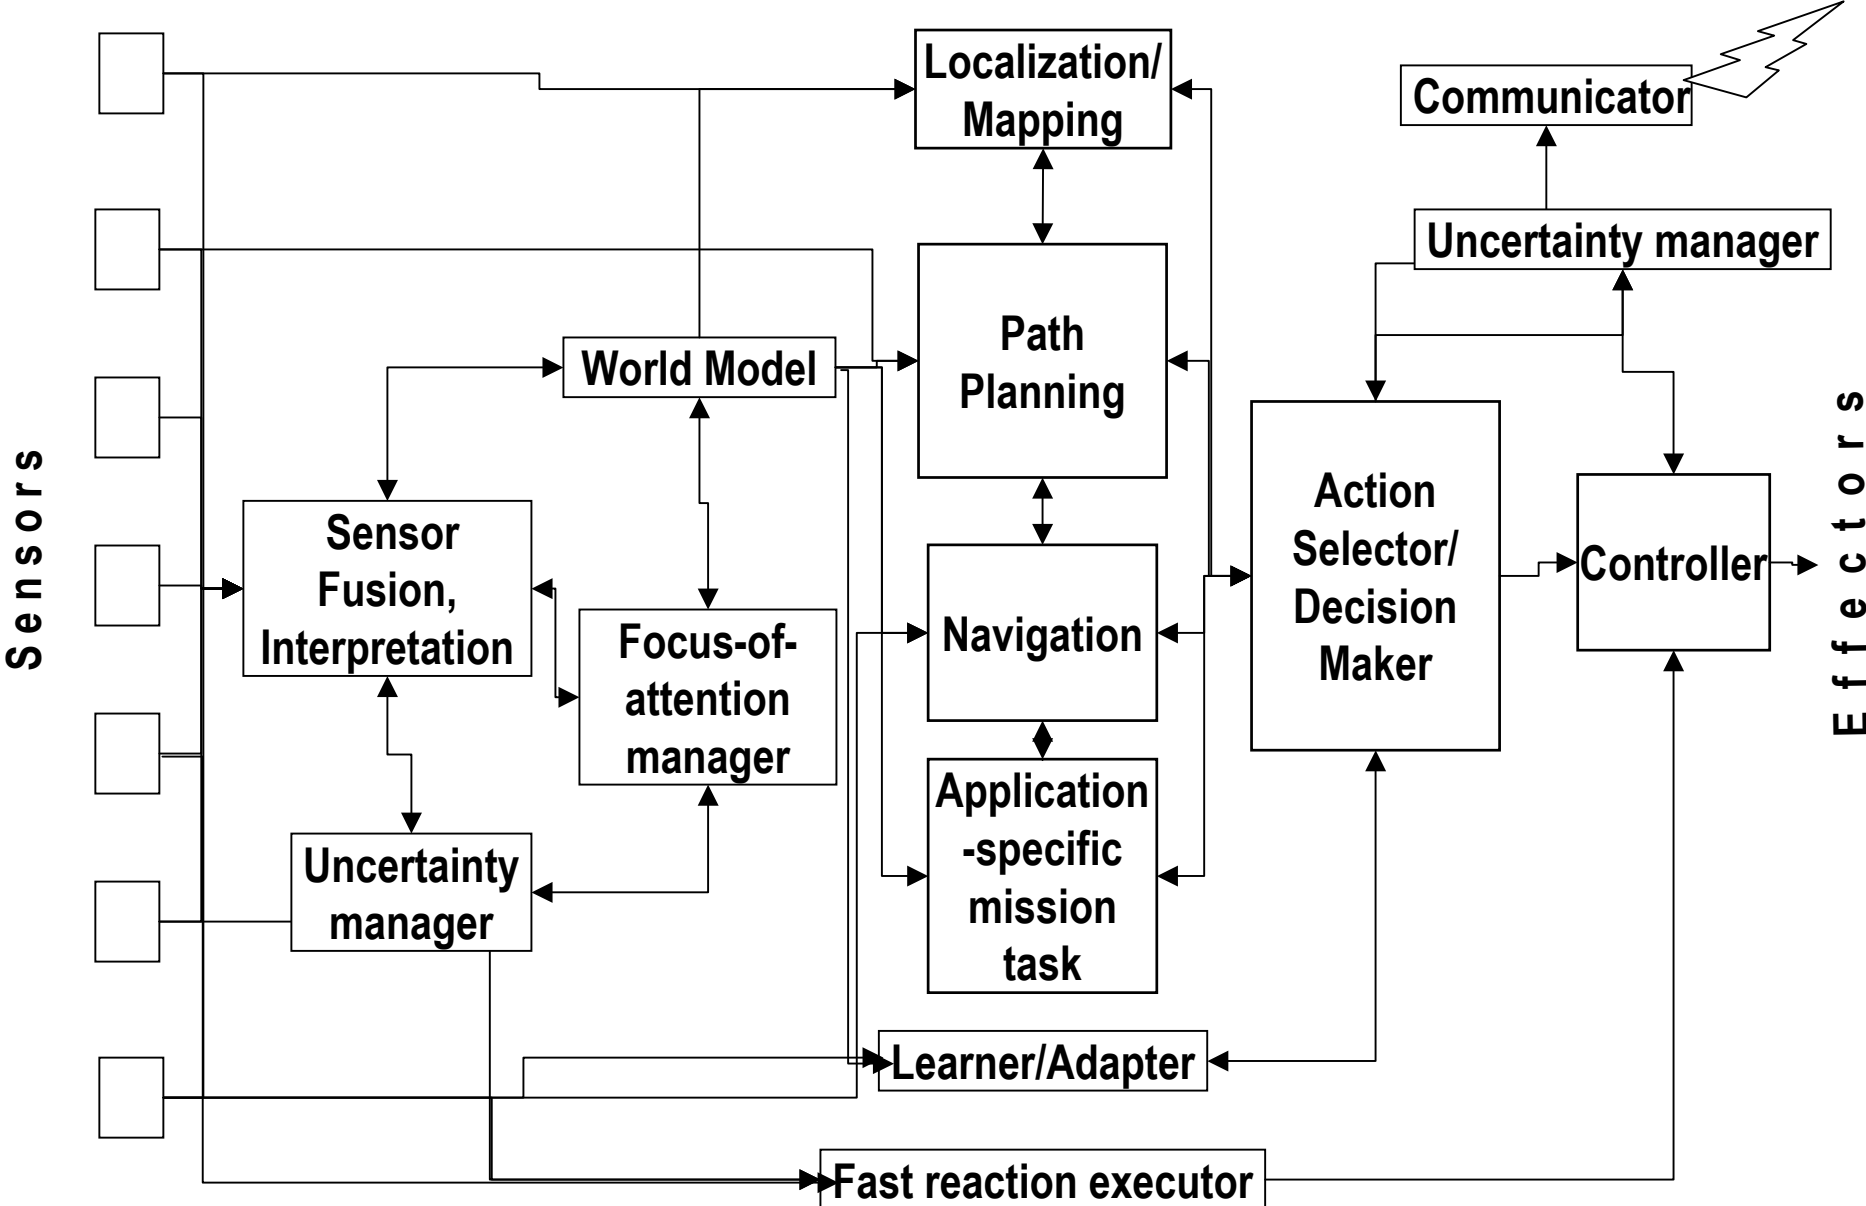 Sensors
Localization/
Mapping
Communicator
Uncertainty manager
World Model
Path
Planning
Sensor
Fusion,
Interpretation
Focus-of-
attention
manager
Uncertainty
manager
Navigation
Application
-specific
mission
task
Action
Selector/
Decision
Maker
Controller
Effectors
Learner/Adapter
Fast reaction executor